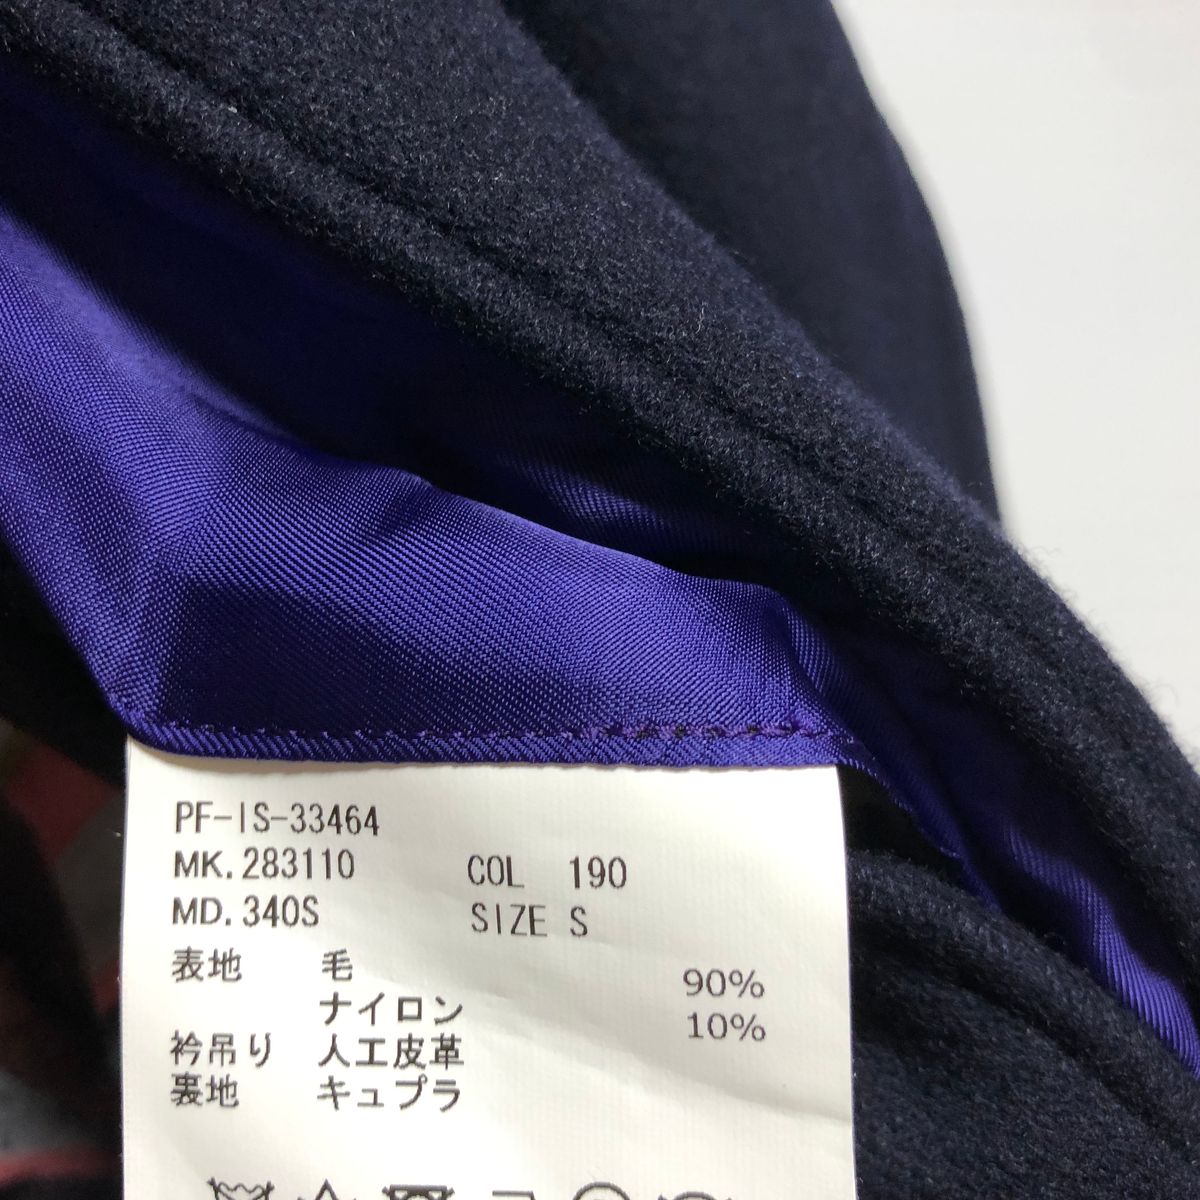 PF-IS-33464
MK.283110 COL 190
MD.340S SIZE S
表地 毛 90%
ナイロン 10%
衿吊り 人工皮革
裏地 キュプラ